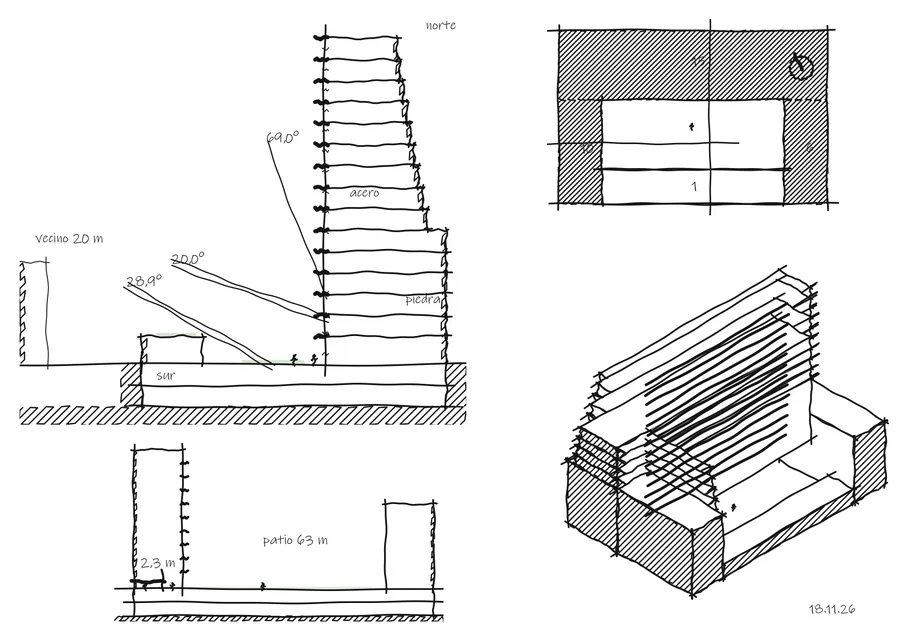 norte
69,0°
acero
Vecino 20 m
20,0°
28,9°
piedra
sur
15
6
1
patio 63 m
2,3 m
18.11.26